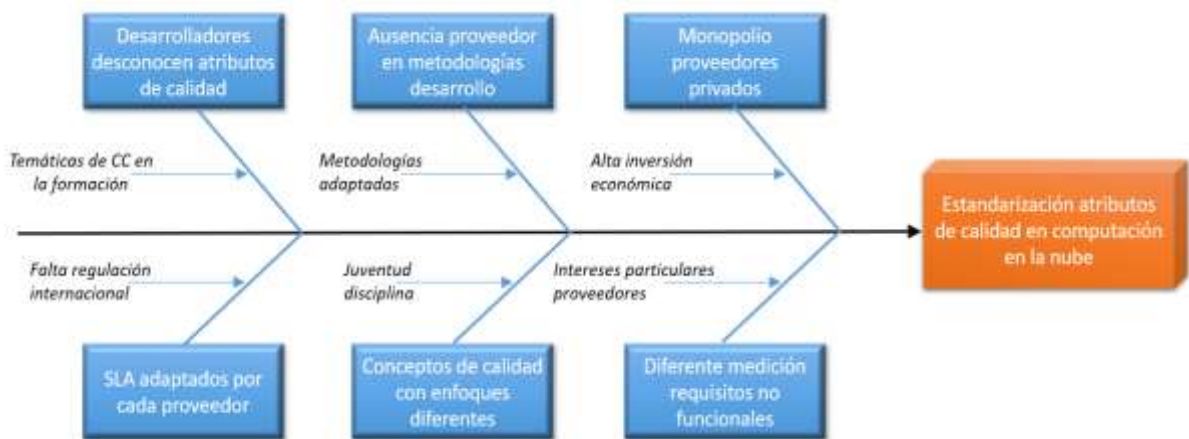 Desarrolladores
desconocen atributos
de calidad
Ausencia proveedor
en metodologías
desarrollo
Monopolio
proveedores
privados
Temáticas de CC en
la formación
Metodologías
adaptadas
Alta inversión
económica
Estandarización atributos
de calidad en computación
en la nube
Falta regulación
internacional
Juventud
disciplina
Intereses particulares
proveedores
SLA adaptados por
cada proveedor
Conceptos de calidad
con enfoques
diferentes
Diferente medición
requisitos no
funcionales